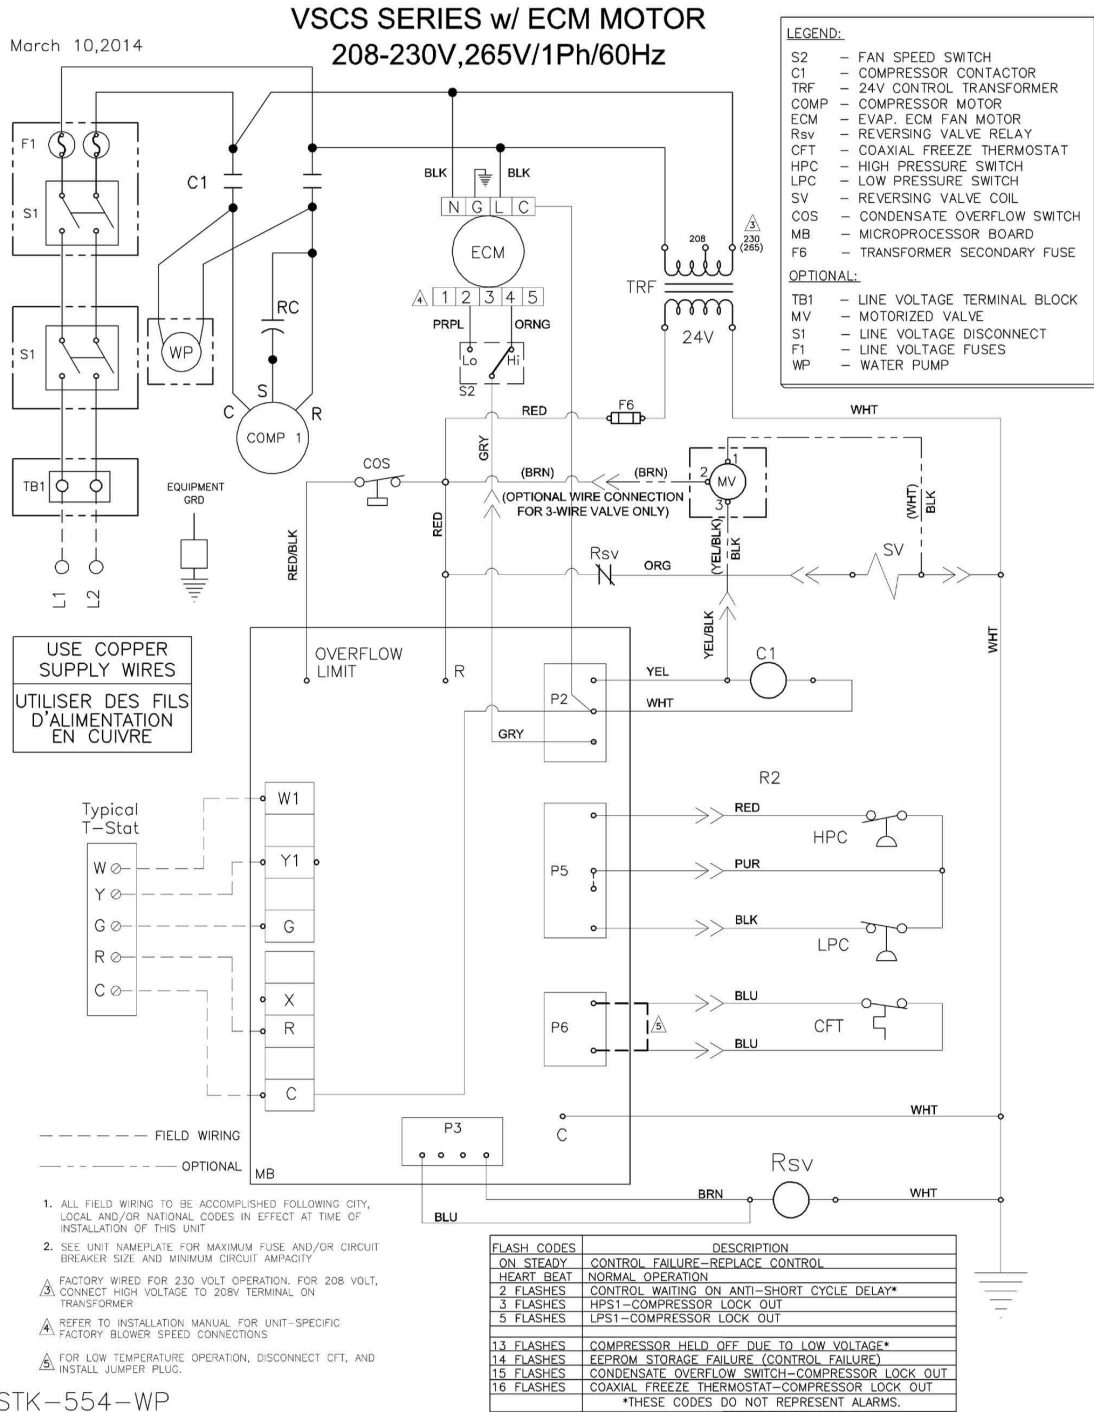 VSCS SERIES w/ ECM MOTOR
208-230V,265V/1Ph/60Hz
March 10,2014
LEGEND:
S2 – FAN SPEED SWITCH
C1 – COMPRESSOR CONTACTOR
TRF – 24V CONTROL TRANSFORMER
COMP – COMPRESSOR MOTOR
ECM – EVAP. ECM FAN MOTOR
Rsv – REVERSING VALVE RELAY
CFT – COAXIAL FREEZE THERMOSTAT
HPC – HIGH PRESSURE SWITCH
LPC – LOW PRESSURE SWITCH
SV – REVERSING VALVE COIL
COS – CONDENSATE OVERFLOW SWITCH
MB – MICROPROCESSOR BOARD
F6 – TRANSFORMER SECONDARY FUSE
OPTIONAL:
TB1 – LINE VOLTAGE TERMINAL BLOCK
MV – MOTORIZED VALVE
S1 – LINE VOLTAGE DISCONNECT
F1 – LINE VOLTAGE FUSES
WP – WATER PUMP
F1
S1
C1
BLK
BLK
N G L C
ECM
4 1 2 3 4 5
PRPL
ORNG
Lo
Hi
S2
208
3
230
(265)
TRF
24V
S1
WP
RC
S
C
R
COMP 1
RED
F6
WHT
GRY
COS
(BRN)
(BRN)
(OPTIONAL WIRE CONNECTION
FOR 3-WIRE VALVE ONLY)
1
2
MV
3
(WHT)
BLK
TB1
EQUIPMENT
GRD
L1
L2
RED/BLK
RED
Rsv
ORG
(YEL/BLK)
BLK
SV
YEL/BLK
WHT
USE COPPER
SUPPLY WIRES
UTILISER DES FILS
D'ALIMENTATION
EN CUIVRE
OVERFLOW
LIMIT
R
P2
YEL
C1
WHT
GRY
R2
Typical
T–Stat
W
Y
G
R
C
W1
Y1
G
X
R
C
P5
RED
HPC
PUR
BLK
LPC
P6
5
BLU
CFT
BLU
WHT
C
P3
MB
Rsv
BRN
WHT
BLU
FIELD WIRING
OPTIONAL
1. ALL FIELD WIRING TO BE ACCOMPLISHED FOLLOWING CITY,
LOCAL AND/OR NATIONAL CODES IN EFFECT AT TIME OF
INSTALLATION OF THIS UNIT
2. SEE UNIT NAMEPLATE FOR MAXIMUM FUSE AND/OR CIRCUIT
BREAKER SIZE AND MINIMUM CIRCUIT AMPACITY
3 FACTORY WIRED FOR 230 VOLT OPERATION. FOR 208 VOLT,
CONNECT HIGH VOLTAGE TO 208V TERMINAL ON
TRANSFORMER
4 REFER TO INSTALLATION MANUAL FOR UNIT–SPECIFIC
FACTORY BLOWER SPEED CONNECTIONS
5 FOR LOW TEMPERATURE OPERATION, DISCONNECT CFT, AND
INSTALL JUMPER PLUG.
FLASH CODES DESCRIPTION
ON STEADY CONTROL FAILURE–REPLACE CONTROL
HEART BEAT NORMAL OPERATION
2 FLASHES CONTROL WAITING ON ANTI–SHORT CYCLE DELAY*
3 FLASHES HPS1–COMPRESSOR LOCK OUT
5 FLASHES LPS1–COMPRESSOR LOCK OUT
13 FLASHES COMPRESSOR HELD OFF DUE TO LOW VOLTAGE*
14 FLASHES EEPROM STORAGE FAILURE (CONTROL FAILURE)
15 FLASHES CONDENSATE OVERFLOW SWITCH–COMPRESSOR LOCK OUT
16 FLASHES COAXIAL FREEZE THERMOSTAT–COMPRESSOR LOCK OUT
*THESE CODES DO NOT REPRESENT ALARMS.
STK–554–WP